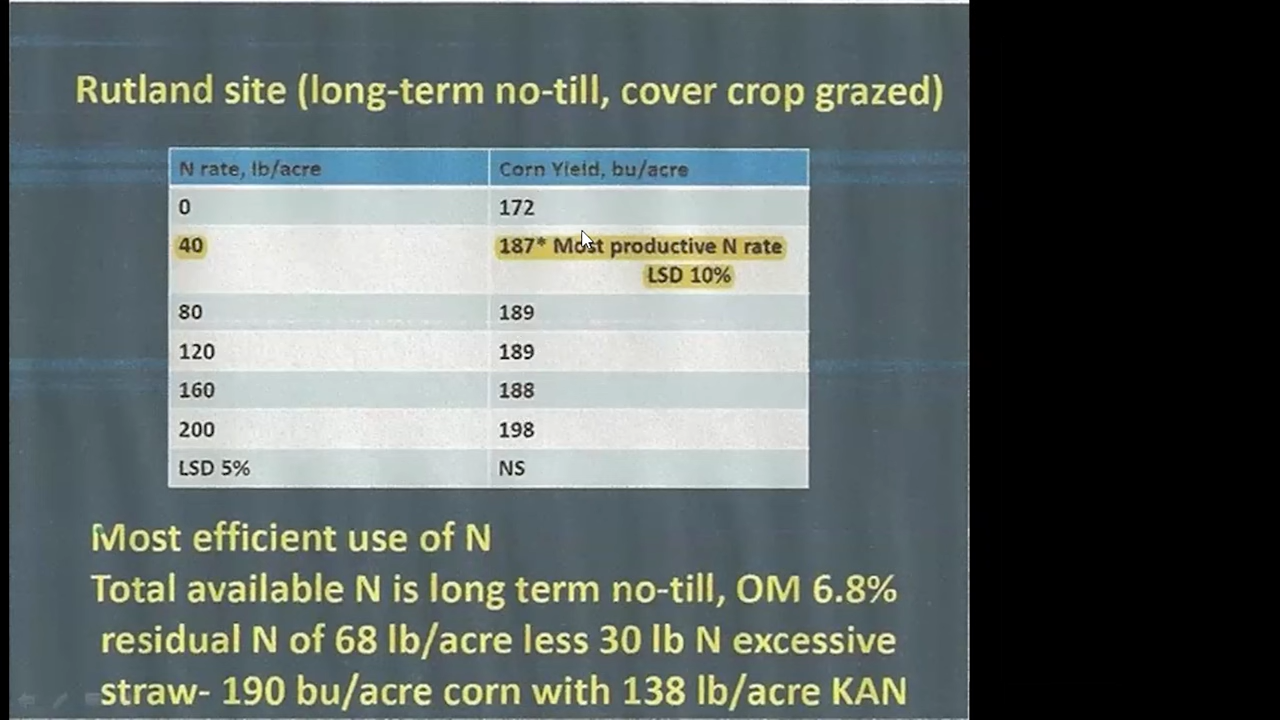 Rutland site (long-term no-till, cover crop grazed)
N rate, lb/acre Corn Yield, bu/acre
0 172
40 187* Most productive N rate
LSD 10%
80 189
120 189
160 188
200 198
LSD 5% NS
Most efficient use of N
Total available N is long term no-till, OM 6.8%
residual N of 68 lb/acre less 30 lb N excessive
straw- 190 bu/acre corn with 138 lb/acre KAN